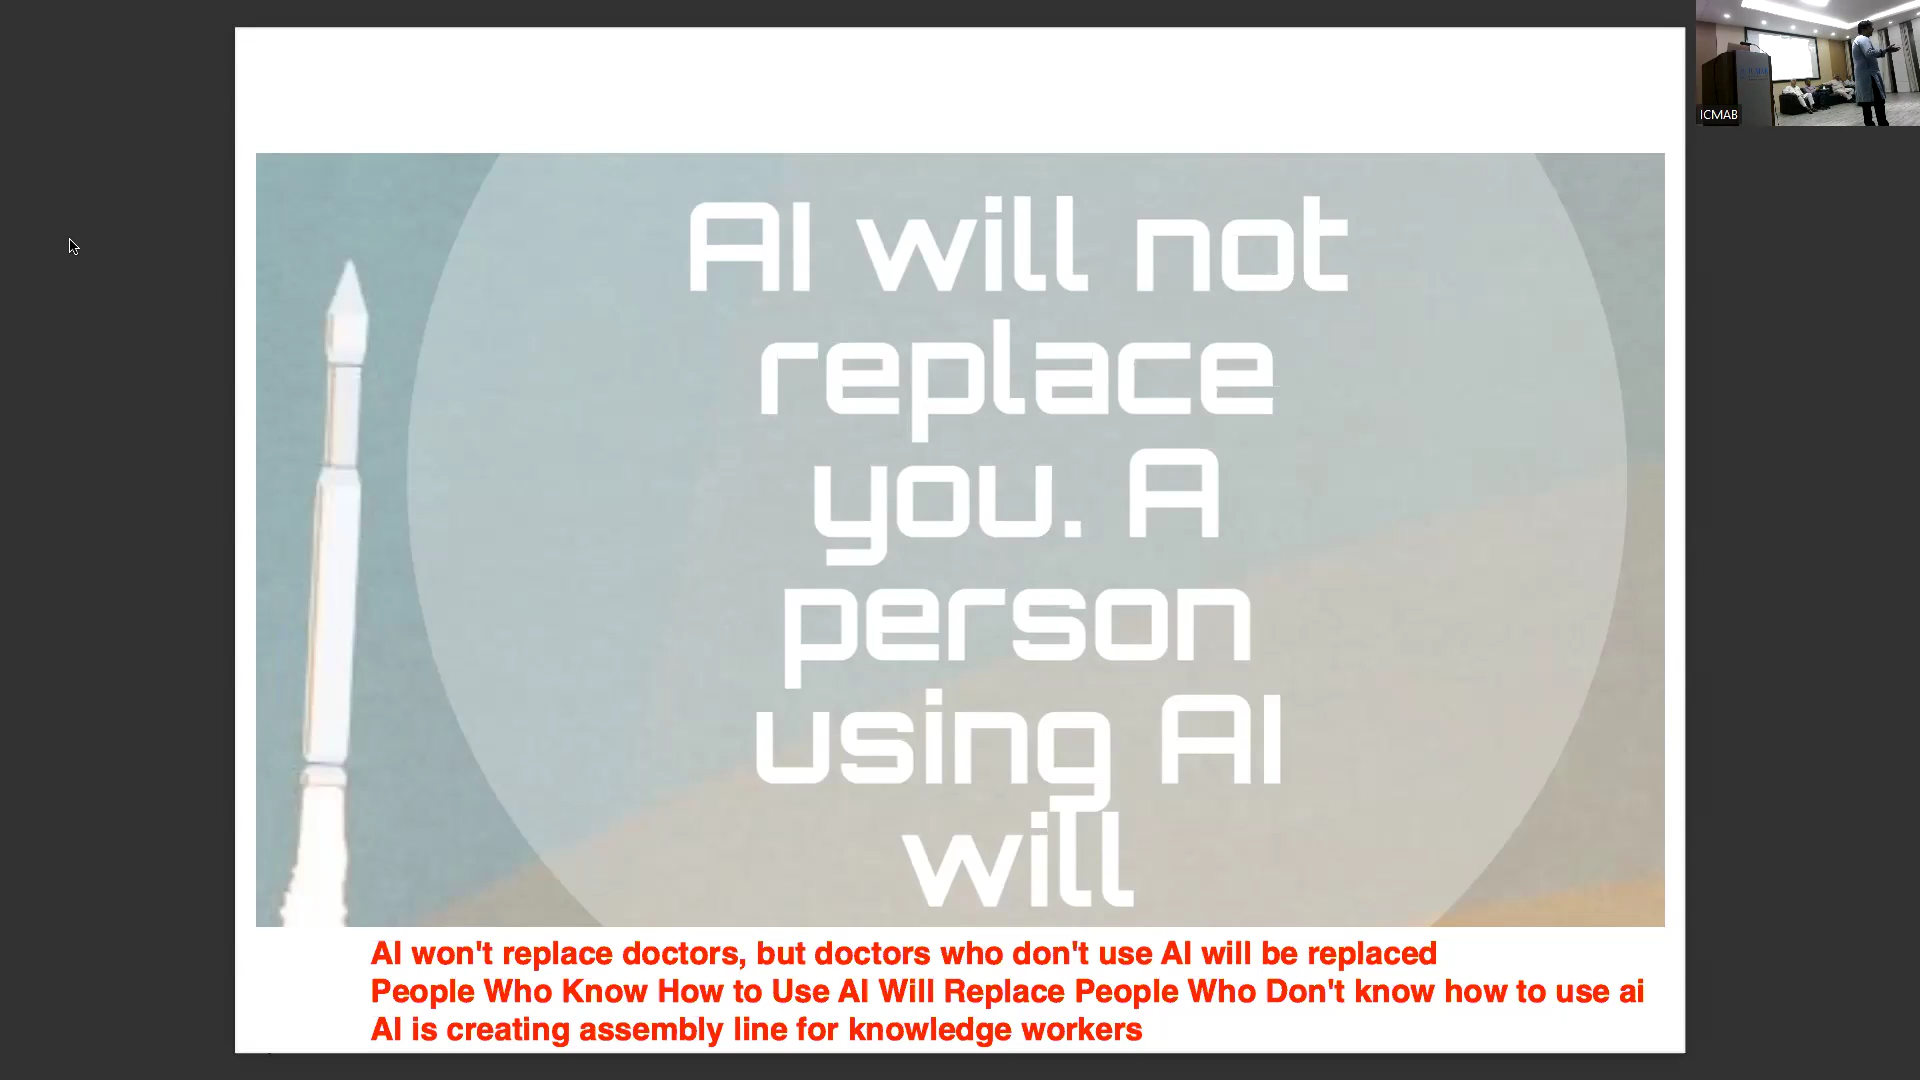 AI will not
replace
you. A
person
using AI
will
AI won't replace doctors, but doctors who don't use AI will be replaced
People Who Know How to Use AI Will Replace People Who Don't know how to use ai
AI is creating assembly line for knowledge workers
ICMAB